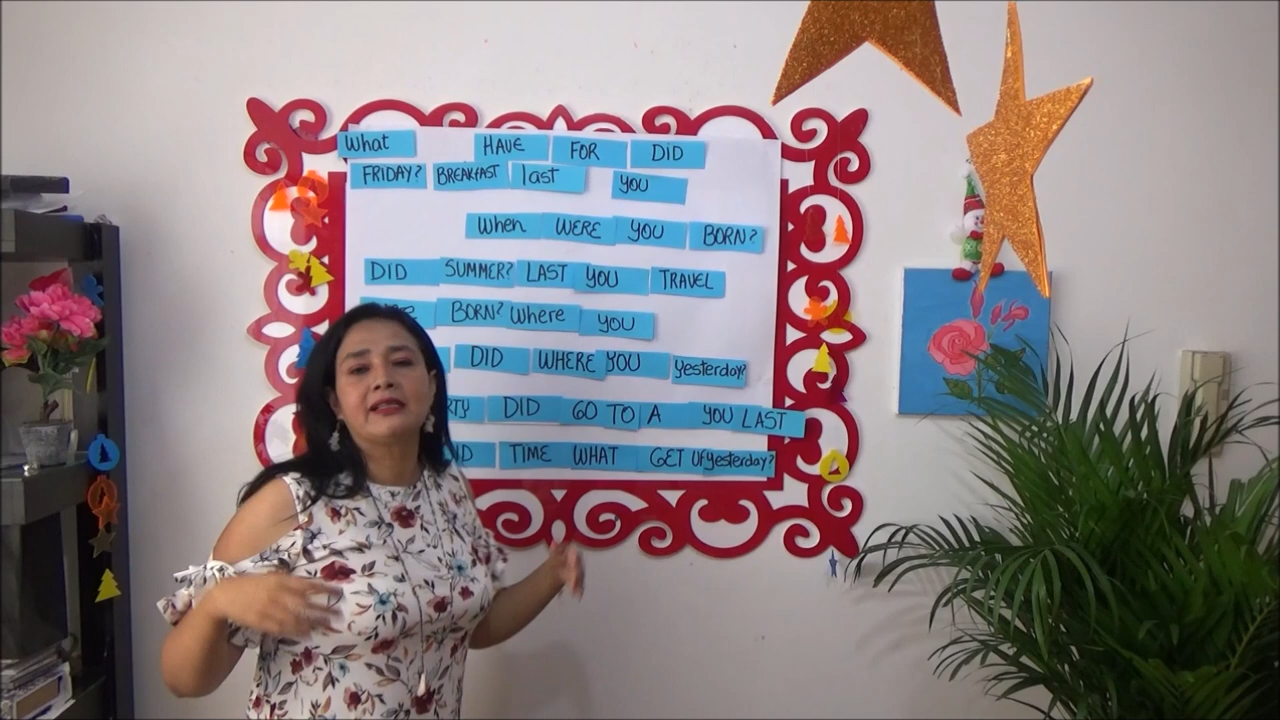 What HAVE FOR DID
FRIDAY? BREAKFAST last YOU
When WERE YOU BORN?
DID SUMMER? LAST YOU TRAVEL
BORN? Where YOU
DID WHERE YOU Yesterday?
DID GO TO A YOU LAST
TIME WHAT GET UP yesterday?